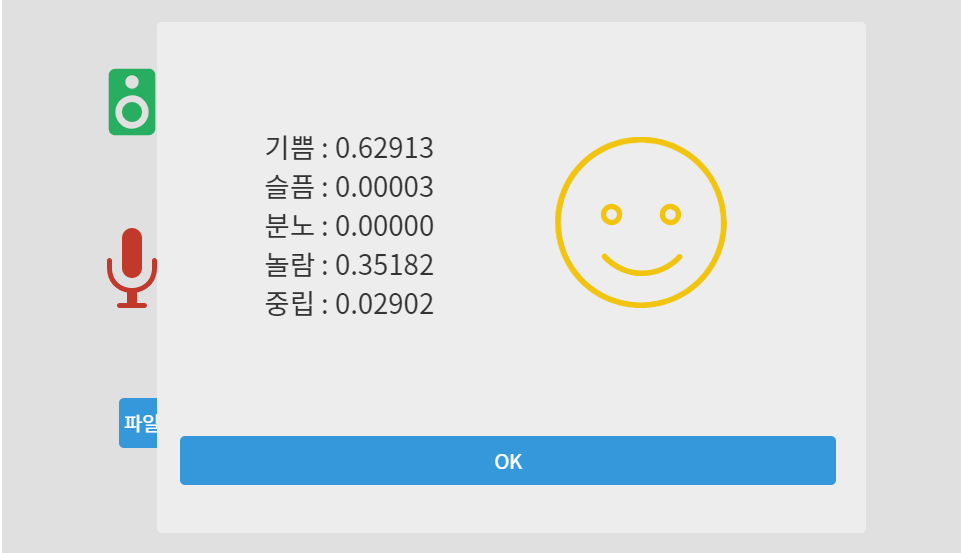 기쁨 : 0.62913
슬픔 : 0.00003
분노 : 0.00000
놀람 : 0.35182
중립 : 0.02902
파일
OK